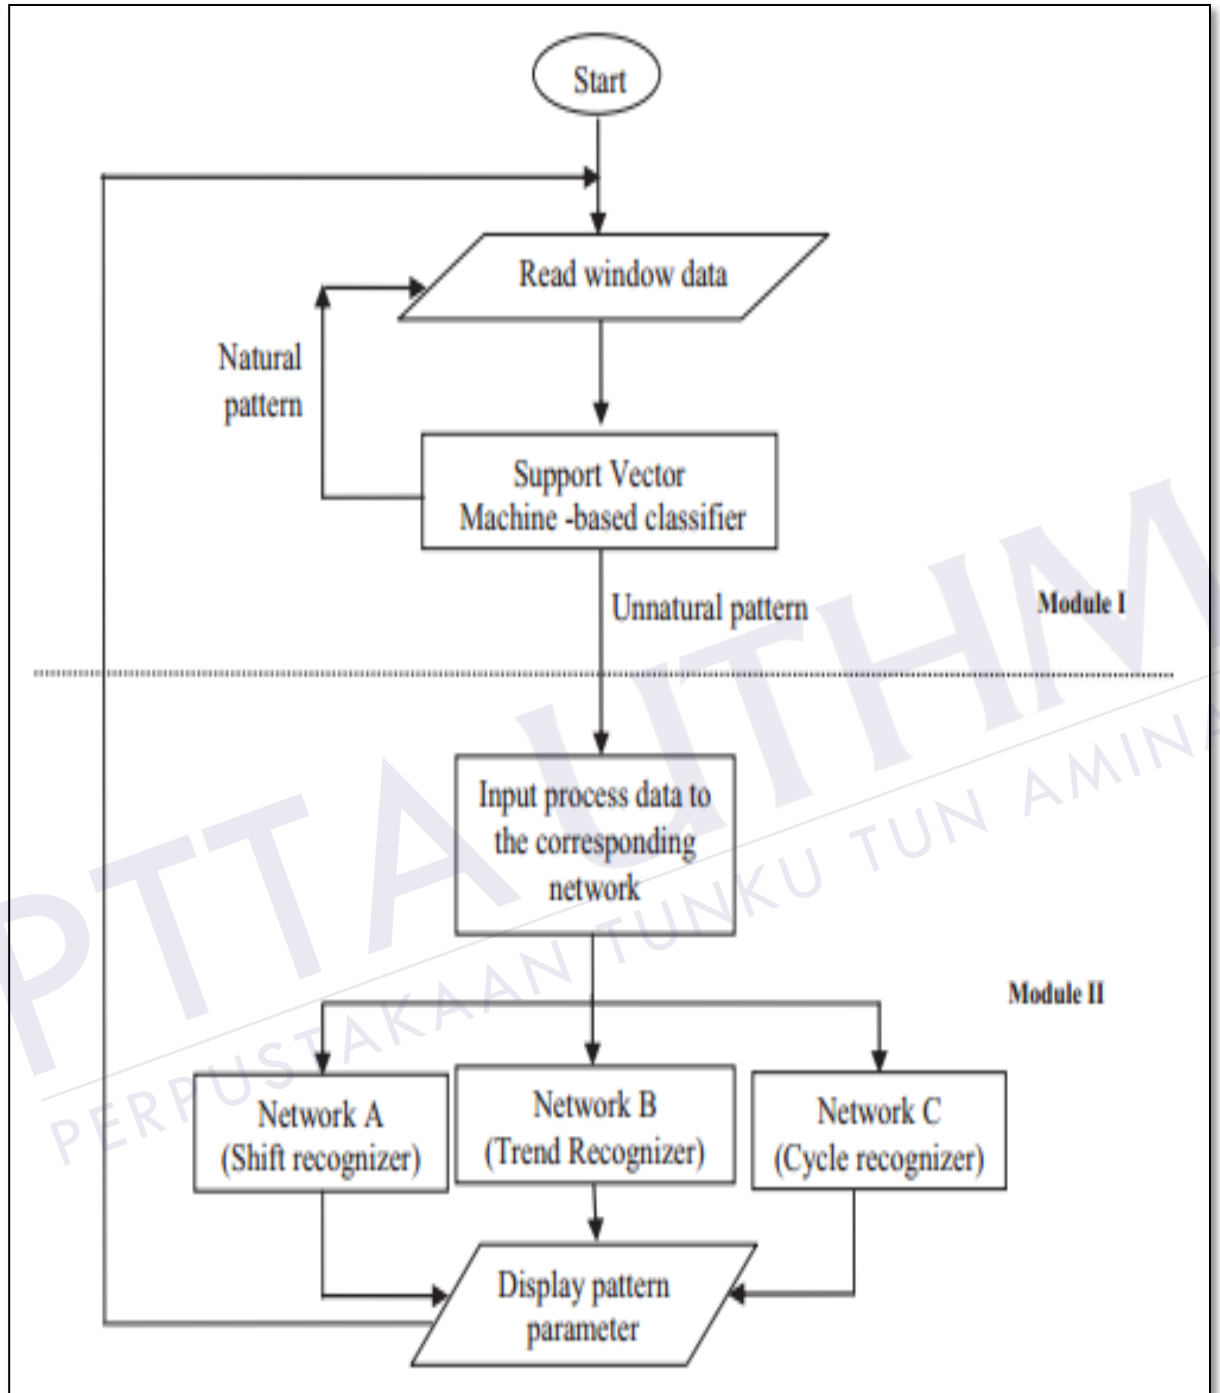 Start
Read window data
Natural
pattern
Support Vector
Machine -based classifier
Unnatural pattern
Module I
Input process data to
the corresponding
network
Module II
Network A
(Shift recognizer)
Network B
(Trend Recognizer)
Network C
(Cycle recognizer)
Display pattern
parameter
PTTA UTHM
PERPUSTAKAAN TUNKU TUN AMINA